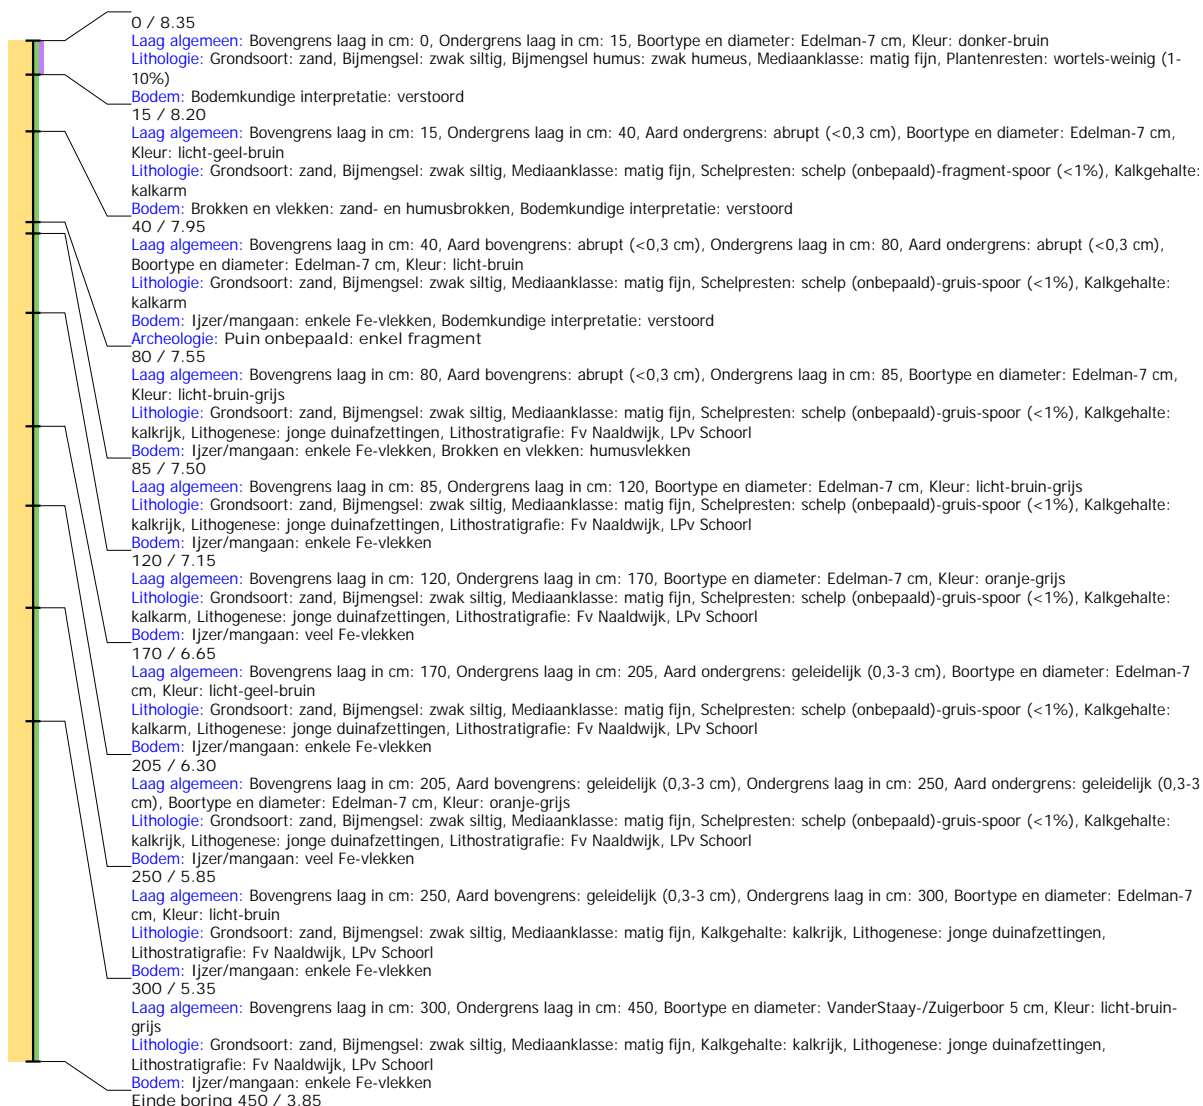 0 / 8.35
Laag algemeen: Bovengrens laag in cm: 0, Ondergrens laag in cm: 15, Boortype en diameter: Edelman-7 cm, Kleur: donker-bruin
Lithologie: Grondsoort: zand, Bijmengsel: zwak siltig, Bijmengsel humus: zwak humeus, Mediaanklasse: matig fijn, Plantenresten: wortels-weinig (1-
10%)
Bodem: Bodemkundige interpretatie: verstoord
15 / 8.20
Laag algemeen: Bovengrens laag in cm: 15, Ondergrens laag in cm: 40, Aard ondergrens: abrupt (<0,3 cm), Boortype en diameter: Edelman-7 cm,
Kleur: licht-geel-bruin
Lithologie: Grondsoort: zand, Bijmengsel: zwak siltig, Mediaanklasse: matig fijn, Schelpresten: schelp (onbepaald)-fragment-spoor (<1%), Kalkgehalte:
kalkarm
Bodem: Brokken en vlekken: zand- en humusbrokken, Bodemkundige interpretatie: verstoord
40 / 7.95
Laag algemeen: Bovengrens laag in cm: 40, Aard bovengrens: abrupt (<0,3 cm), Ondergrens laag in cm: 80, Aard ondergrens: abrupt (<0,3 cm),
Boortype en diameter: Edelman-7 cm, Kleur: licht-bruin
Lithologie: Grondsoort: zand, Bijmengsel: zwak siltig, Mediaanklasse: matig fijn, Schelpresten: schelp (onbepaald)-gruis-spoor (<1%), Kalkgehalte:
kalkarm
Bodem: Ijzer/mangaan: enkele Fe-vlekken, Bodemkundige interpretatie: verstoord
Archeologie: Puin onbepaald: enkel fragment
80 / 7.55
Laag algemeen: Bovengrens laag in cm: 80, Aard bovengrens: abrupt (<0,3 cm), Ondergrens laag in cm: 85, Boortype en diameter: Edelman-7 cm,
Kleur: licht-bruin-grijs
Lithologie: Grondsoort: zand, Bijmengsel: zwak siltig, Mediaanklasse: matig fijn, Schelpresten: schelp (onbepaald)-gruis-spoor (<1%), Kalkgehalte:
kalkrijk, Lithogenese: jonge duinafzettingen, Lithostratigrafie: Fv Naaldwijk, LPv Schoorl
Bodem: Ijzer/mangaan: enkele Fe-vlekken, Brokken en vlekken: humusvlekken
85 / 7.50
Laag algemeen: Bovengrens laag in cm: 85, Ondergrens laag in cm: 120, Boortype en diameter: Edelman-7 cm, Kleur: licht-bruin-grijs
Lithologie: Grondsoort: zand, Bijmengsel: zwak siltig, Mediaanklasse: matig fijn, Schelpresten: schelp (onbepaald)-gruis-spoor (<1%), Kalkgehalte:
kalkrijk, Lithogenese: jonge duinafzettingen, Lithostratigrafie: Fv Naaldwijk, LPv Schoorl
Bodem: Ijzer/mangaan: enkele Fe-vlekken
120 / 7.15
Laag algemeen: Bovengrens laag in cm: 120, Ondergrens laag in cm: 170, Boortype en diameter: Edelman-7 cm, Kleur: oranje-grijs
Lithologie: Grondsoort: zand, Bijmengsel: zwak siltig, Mediaanklasse: matig fijn, Schelpresten: schelp (onbepaald)-gruis-spoor (<1%), Kalkgehalte:
kalkarm, Lithogenese: jonge duinafzettingen, Lithostratigrafie: Fv Naaldwijk, LPv Schoorl
Bodem: Ijzer/mangaan: veel Fe-vlekken
170 / 6.65
Laag algemeen: Bovengrens laag in cm: 170, Ondergrens laag in cm: 205, Aard ondergrens: geleidelijk (0,3-3 cm), Boortype en diameter: Edelman-7
cm, Kleur: licht-geel-bruin
Lithologie: Grondsoort: zand, Bijmengsel: zwak siltig, Mediaanklasse: matig fijn, Schelpresten: schelp (onbepaald)-gruis-spoor (<1%), Kalkgehalte:
kalkarm, Lithogenese: jonge duinafzettingen, Lithostratigrafie: Fv Naaldwijk, LPv Schoorl
Bodem: Ijzer/mangaan: enkele Fe-vlekken
205 / 6.30
Laag algemeen: Bovengrens laag in cm: 205, Aard bovengrens: geleidelijk (0,3-3 cm), Ondergrens laag in cm: 250, Aard ondergrens: geleidelijk (0,3-3
cm), Boortype en diameter: Edelman-7 cm, Kleur: oranje-grijs
Lithologie: Grondsoort: zand, Bijmengsel: zwak siltig, Mediaanklasse: matig fijn, Schelpresten: schelp (onbepaald)-gruis-spoor (<1%), Kalkgehalte:
kalkrijk, Lithogenese: jonge duinafzettingen, Lithostratigrafie: Fv Naaldwijk, LPv Schoorl
Bodem: Ijzer/mangaan: veel Fe-vlekken
250 / 5.85
Laag algemeen: Bovengrens laag in cm: 250, Aard bovengrens: geleidelijk (0,3-3 cm), Ondergrens laag in cm: 300, Boortype en diameter: Edelman-7
cm, Kleur: licht-bruin
Lithologie: Grondsoort: zand, Bijmengsel: zwak siltig, Mediaanklasse: matig fijn, Kalkgehalte: kalkrijk, Lithogenese: jonge duinafzettingen,
Lithostratigrafie: Fv Naaldwijk, LPv Schoorl
Bodem: Ijzer/mangaan: enkele Fe-vlekken
300 / 5.35
Laag algemeen: Bovengrens laag in cm: 300, Ondergrens laag in cm: 450, Boortype en diameter: VanderStaay-/Zuigerboor 5 cm, Kleur: licht-bruin-
grijs
Lithologie: Grondsoort: zand, Bijmengsel: zwak siltig, Mediaanklasse: matig fijn, Kalkgehalte: kalkrijk, Lithogenese: jonge duinafzettingen,
Lithostratigrafie: Fv Naaldwijk, LPv Schoorl
Bodem: Ijzer/mangaan: enkele Fe-vlekken
Einde boring 450 / 3.85